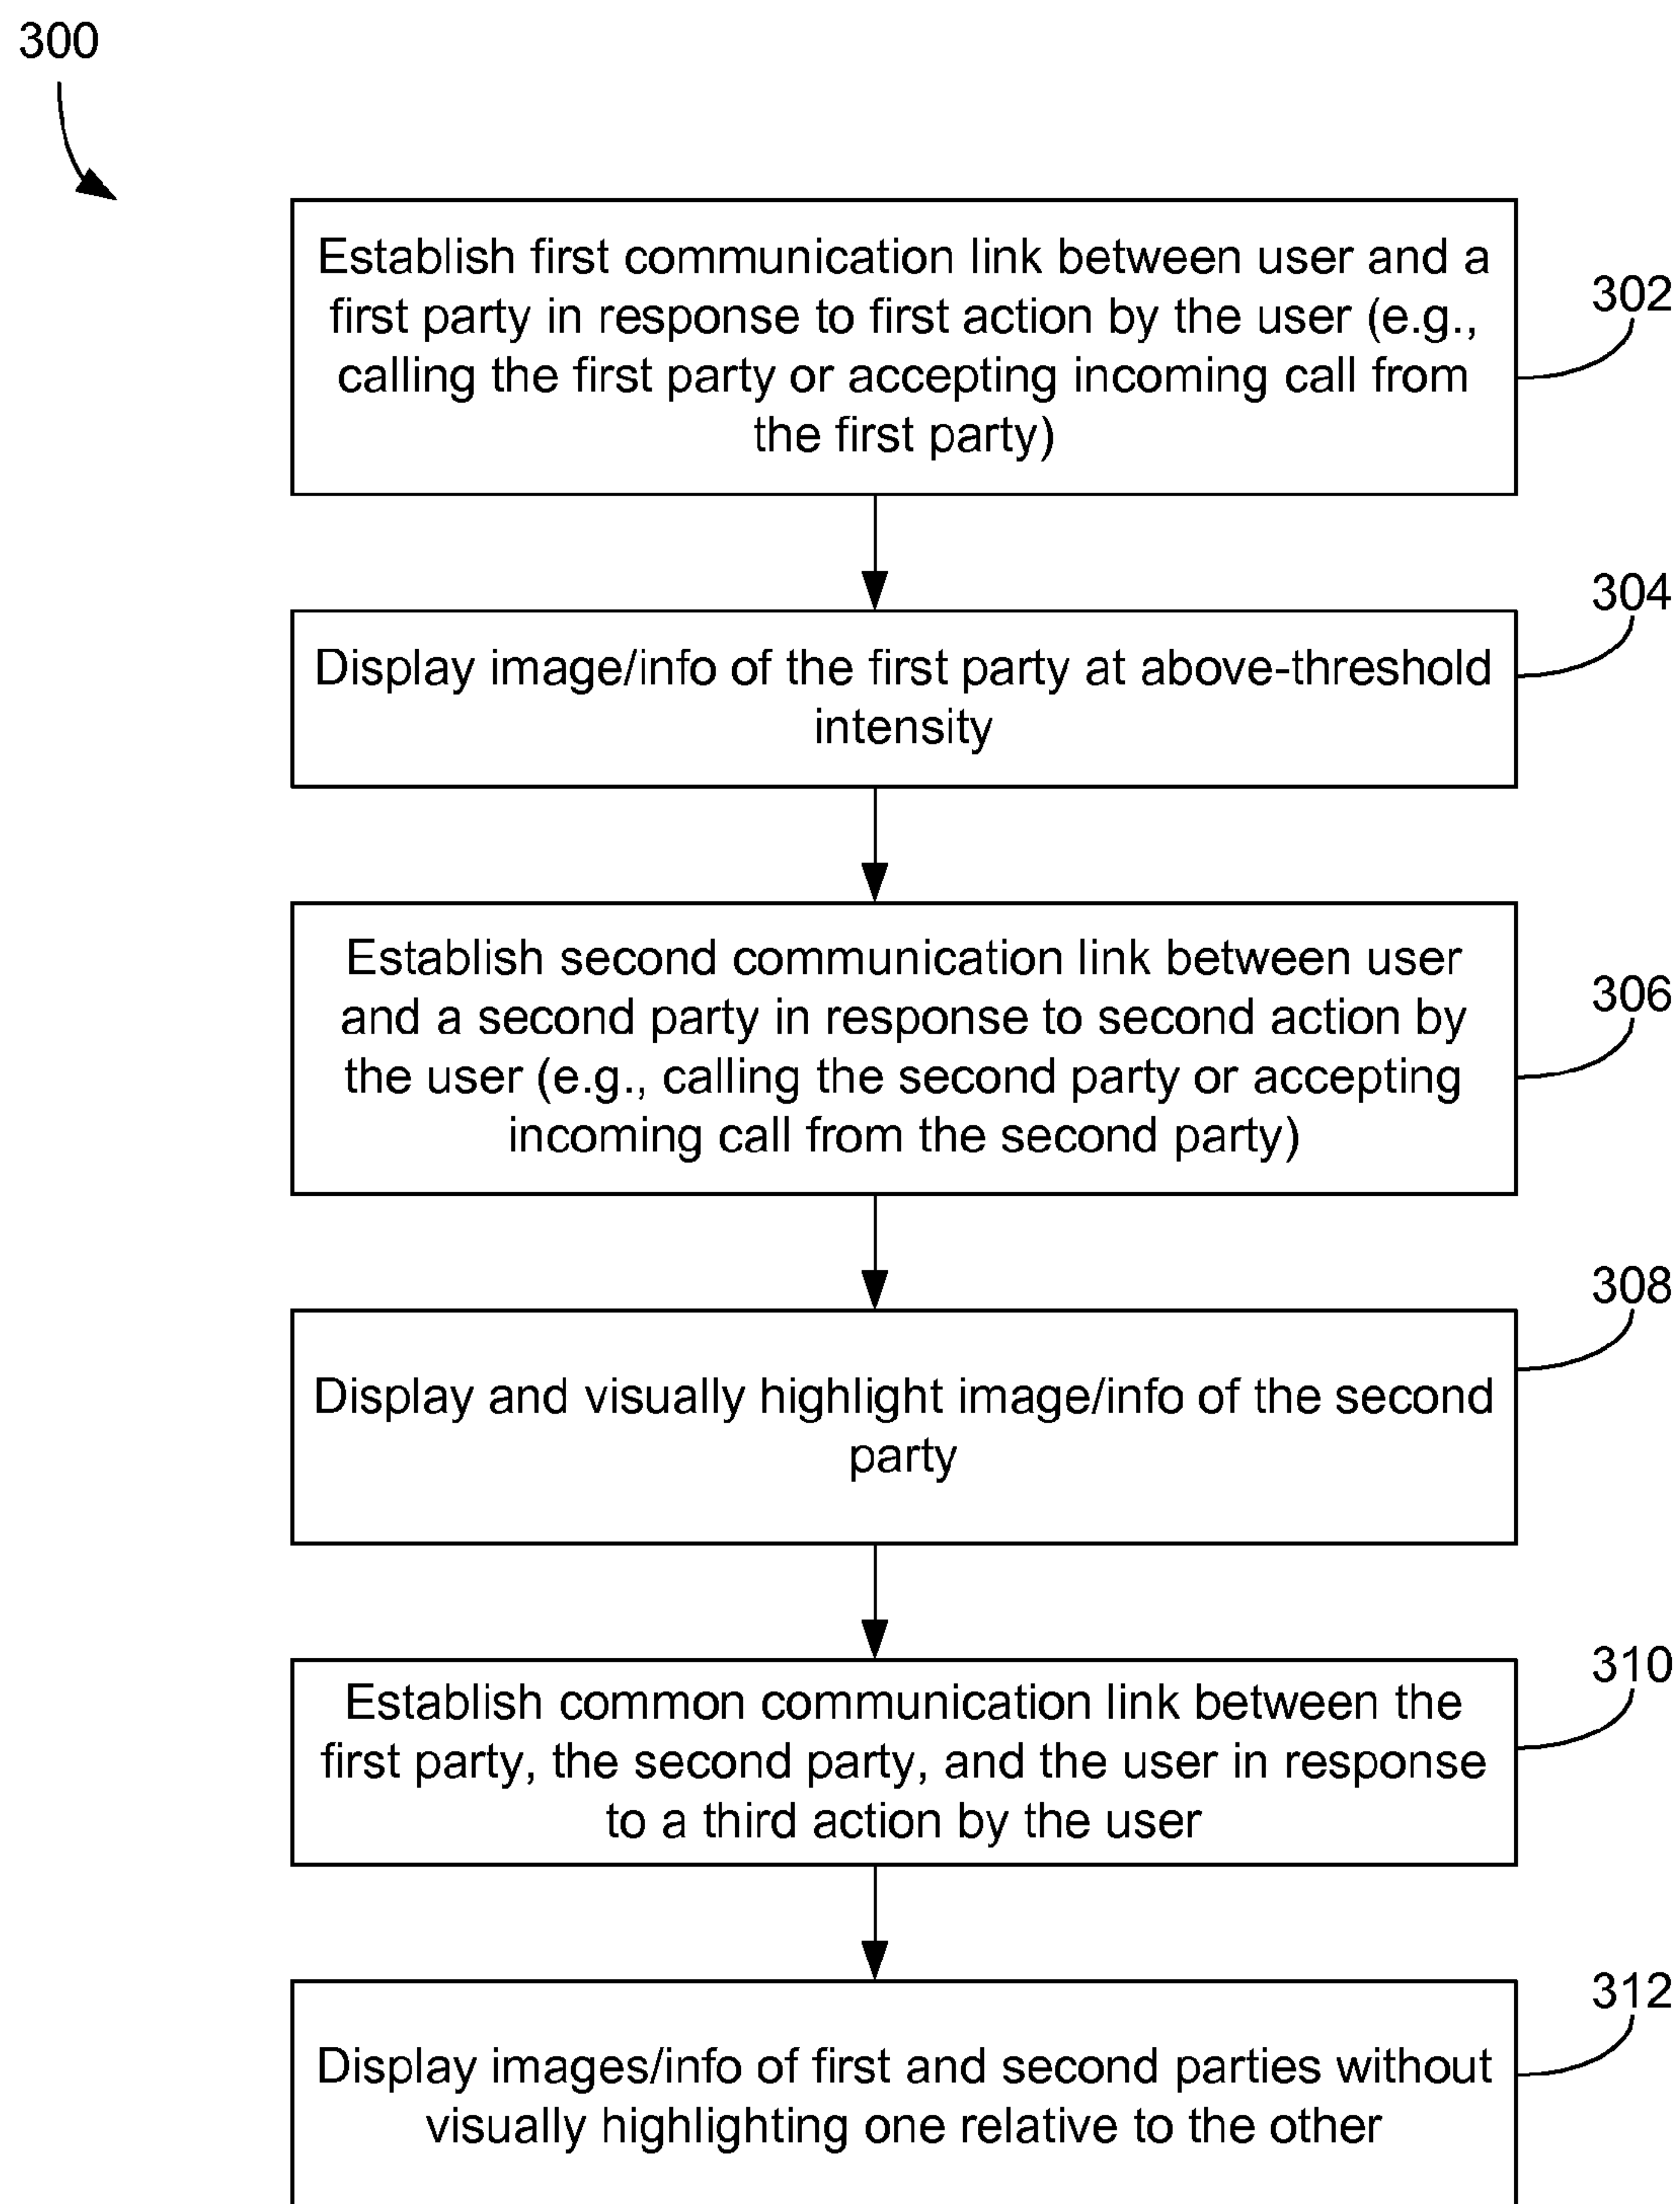 300
Establish first communication link between user and a
first party in response to first action by the user (e.g.,
calling the first party or accepting incoming call from
the first party)
302
Display image/info of the first party at above-threshold
intensity
304
Establish second communication link between user
and a second party in response to second action by
the user (e.g., calling the second party or accepting
incoming call from the second party)
306
Display and visually highlight image/info of the second
party
308
Establish common communication link between the
first party, the second party, and the user in response
to a third action by the user
310
Display images/info of first and second parties without
visually highlighting one relative to the other
312